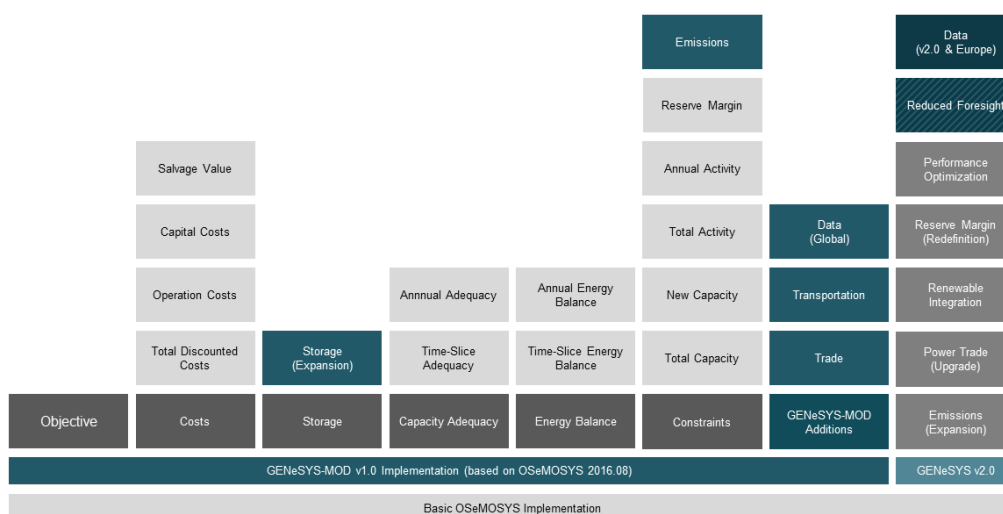 Emissions
Data
(v2.0 & Europe)
Reserve Margin
Reduced Foresight
Salvage Value
Annual Activity
Performance
Optimization
Capital Costs
Total Activity
Data
(Global)
Reserve Margin
(Redefinition)
Operation Costs
Annnual Adequacy
Annual Energy
Balance
New Capacity
Transportation
Renewable
Integration
Total Discounted
Costs
Storage
(Expansion)
Time-Slice
Adequacy
Time-Slice Energy
Balance
Total Capacity
Trade
Power Trade
(Upgrade)
Objective
Costs
Storage
Capacity Adequacy
Energy Balance
Constraints
GENeSYS-MOD
Additions
Emissions
(Expansion)
GENeSYS-MOD v1.0 Implementation (based on OSeMOSYS 2016.08)
GENeSYS v2.0
Basic OSeMOSYS Implementation